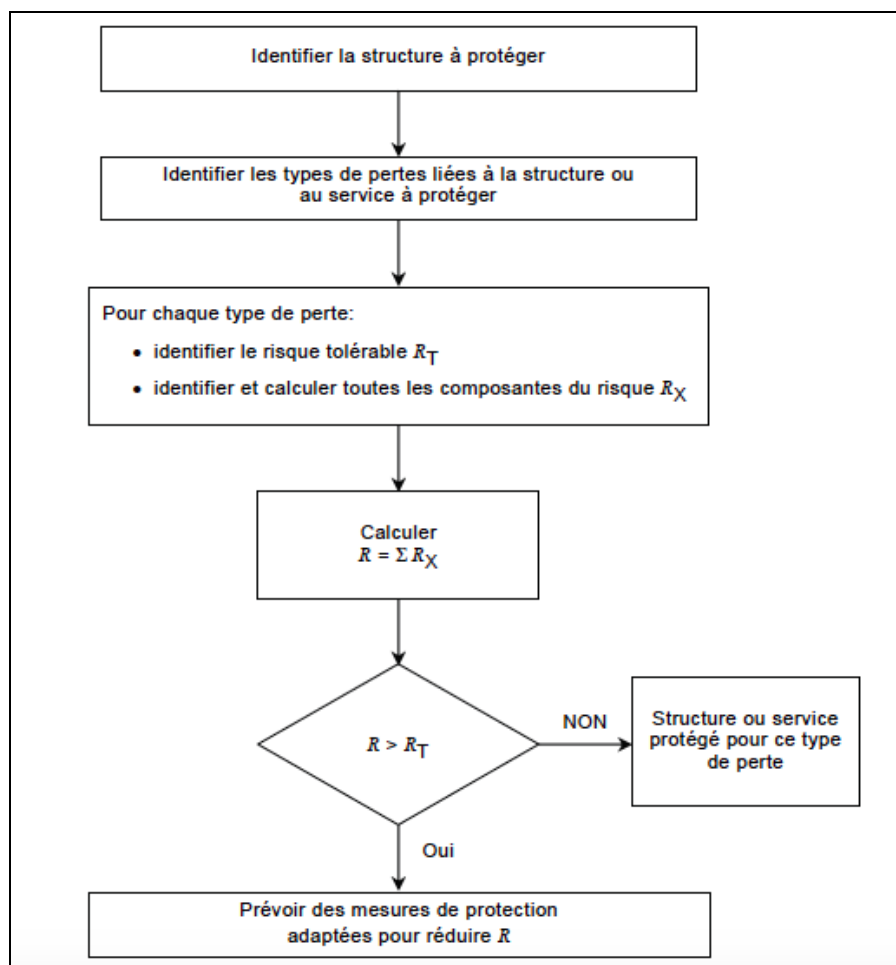 Identifier la structure à protéger
Identifier les types de pertes liées à la structure ou
au service à protéger
Pour chaque type de perte:
• identifier le risque tolérable RT
• identifier et calculer toutes les composantes du risque RX
Calculer
R = Σ RX
R > RT
NON
Structure ou service
protégé pour ce type
de perte
Oui
Prévoir des mesures de protection
adaptées pour réduire R